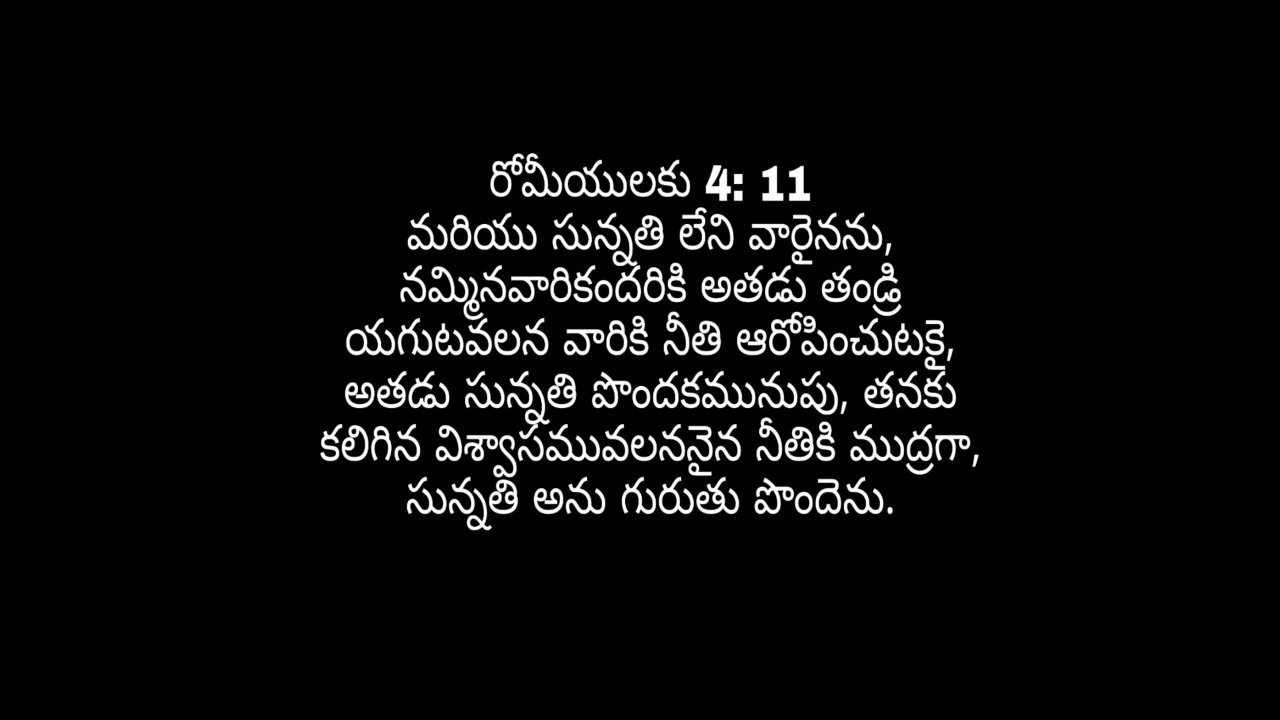 రోమీయులకు 4: 11
మరియు సున్నతి లేని వారైనను,
నమ్మినవారికందరికి అతడు తండ్రి
యగుటవలన వారికి నీతి ఆరోపించుటకై,
అతడు సున్నతి పొందకమునుపు, తనకు
కలిగిన విశ్వాసమువలననైన నీతికి ముద్రగా,
సున్నతి అను గురుతు పొందెను.